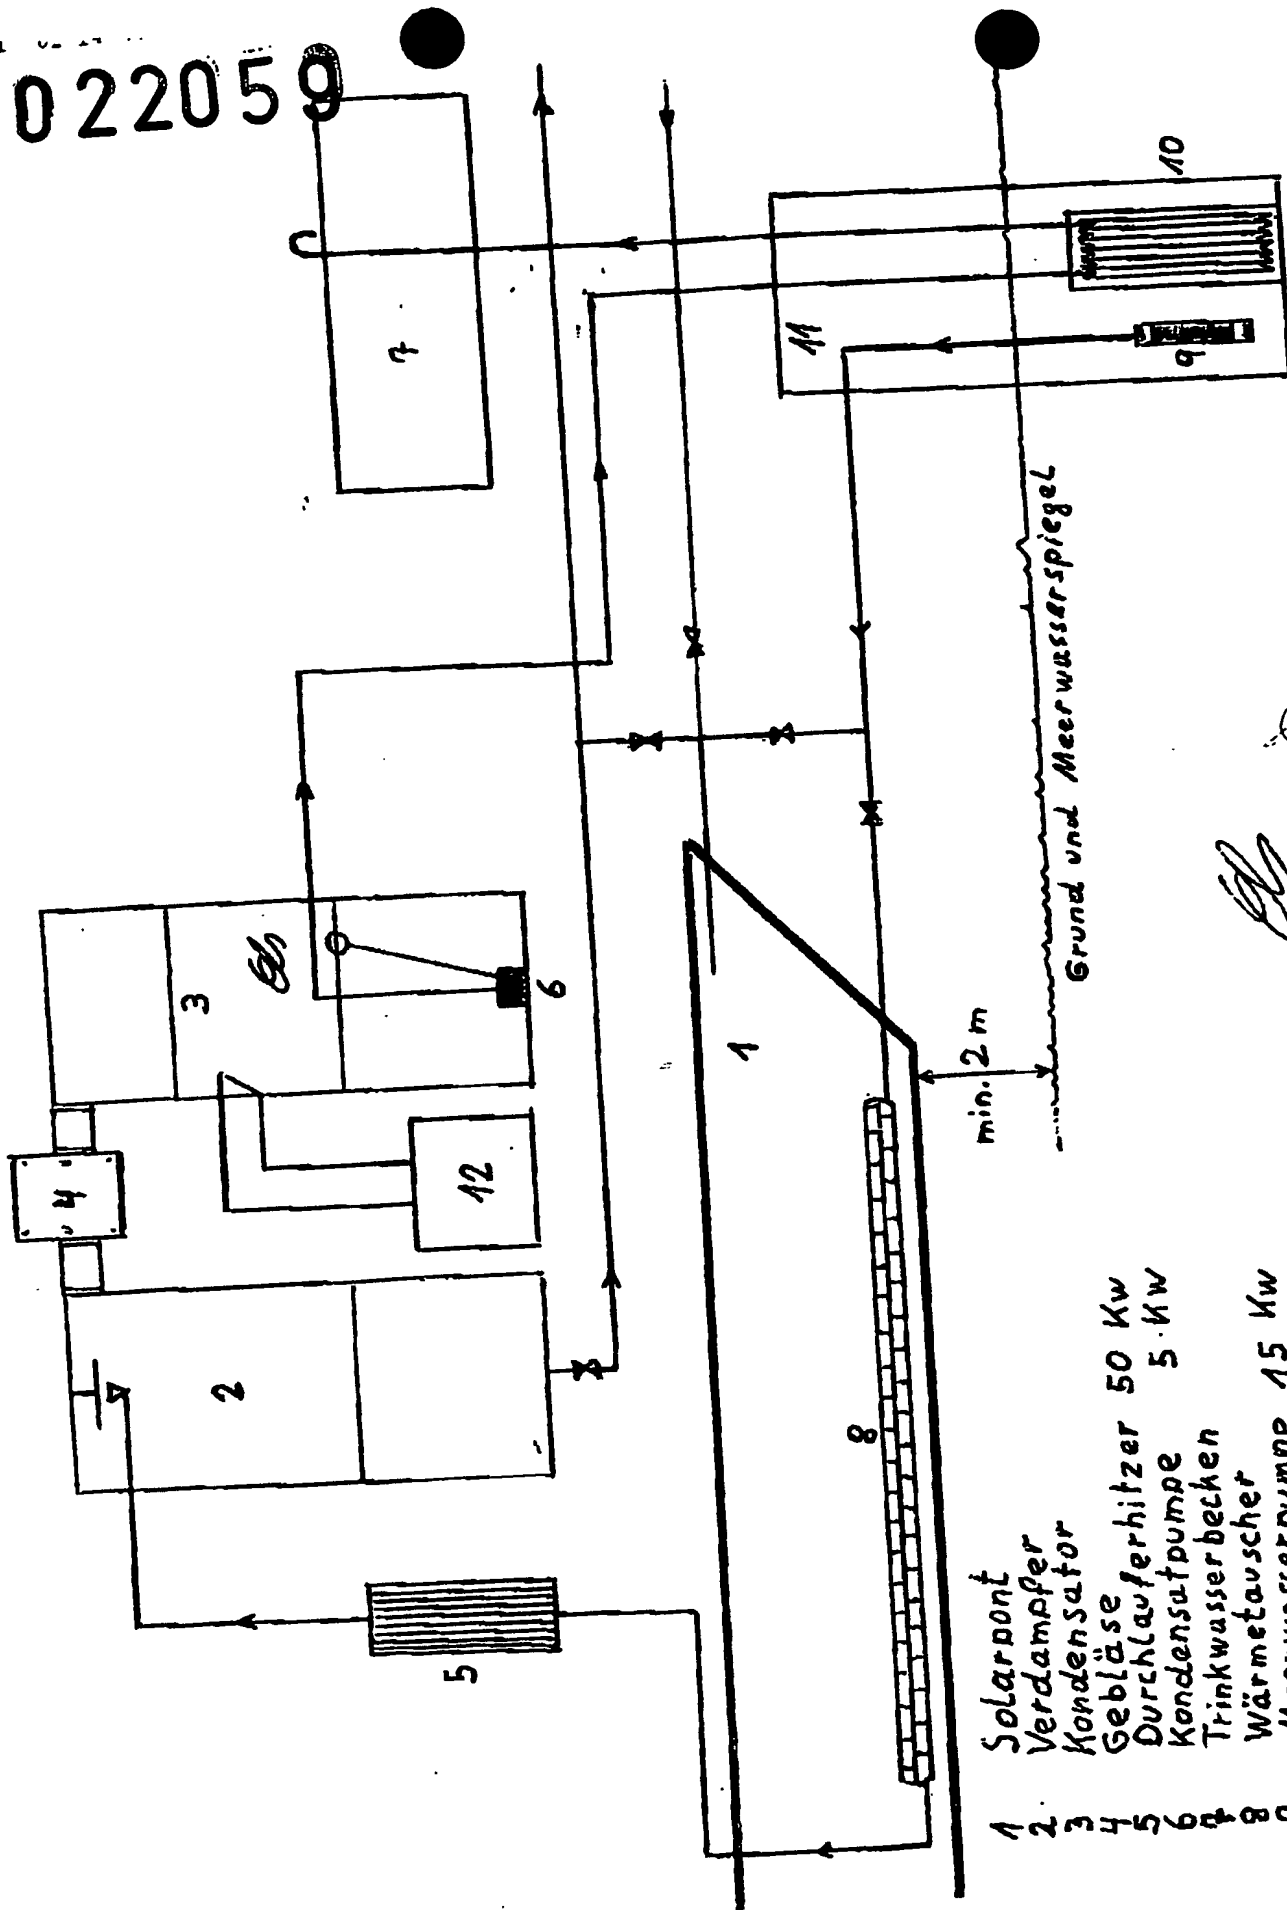 022059
7
10
11
9
3
6
4
12
2
5
1
8
min. 2 m
Grund und Meerwasserspiegel
1 Solarpont
2 Verdampfer
3 Kondensator
4 Gebläse
5 Durchlauferhitzer 50 Kw
6 Kondensatpumpe 5 KW
7 Trinkwasserbecken
8 Wärmetauscher
15 Kw